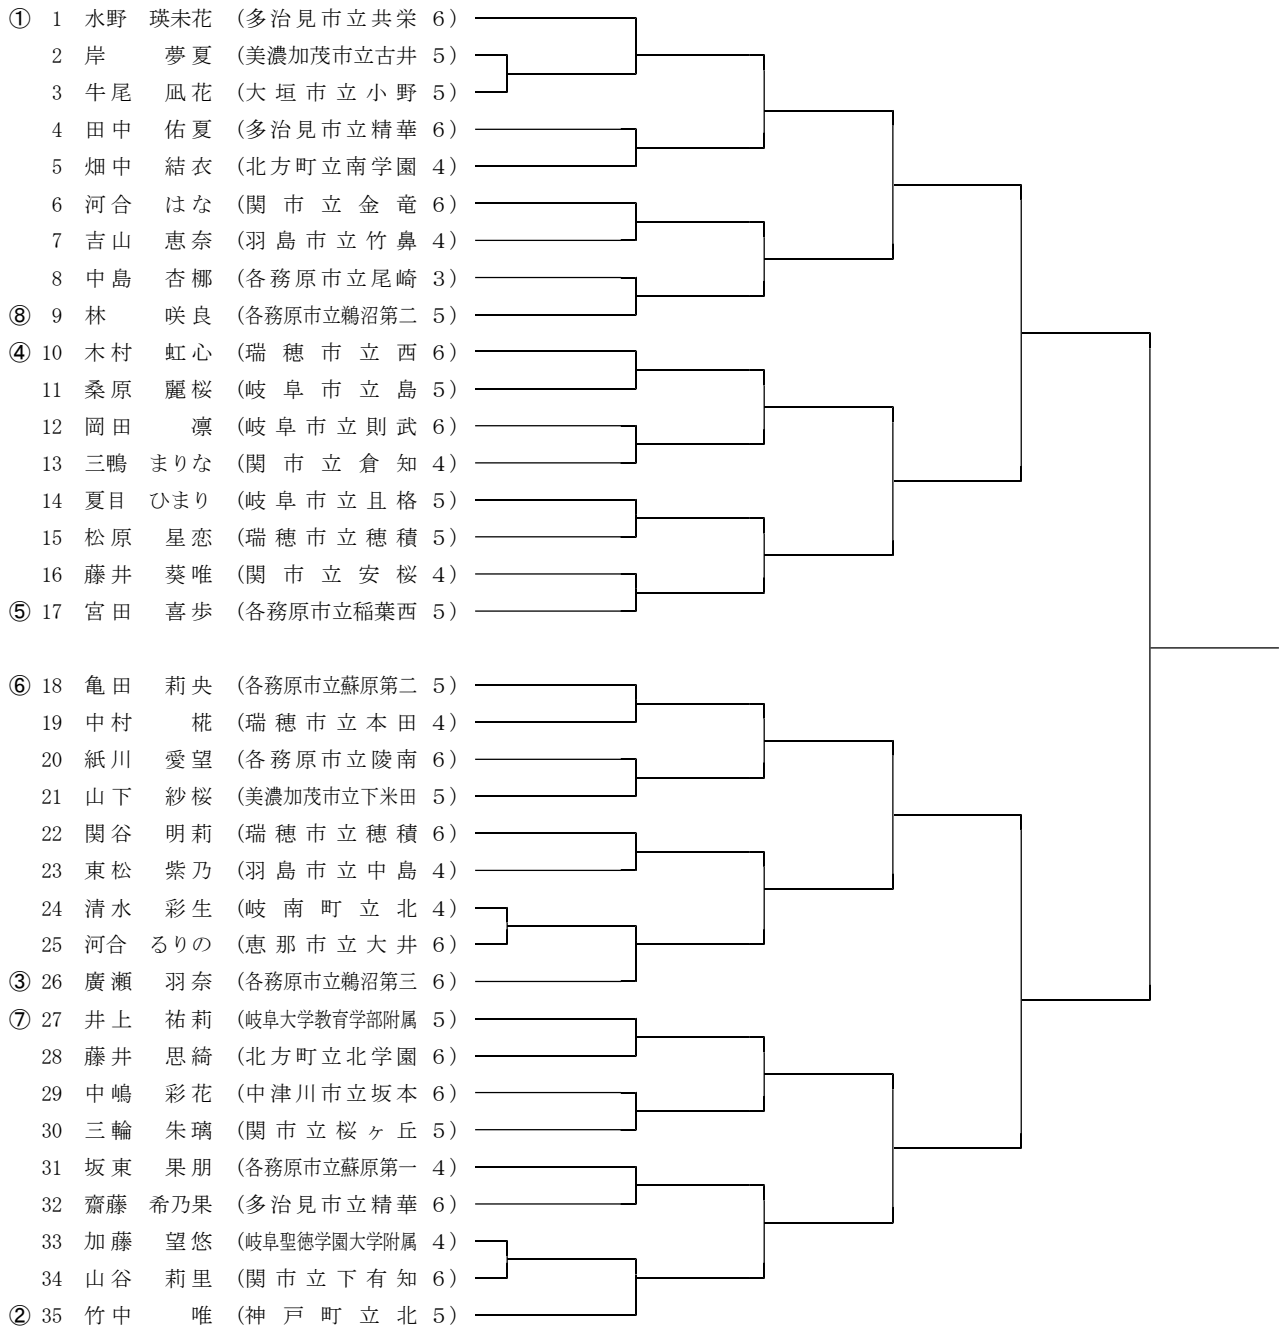 ① 1 水野 瑛未花 (多治見市立共栄 6)
2 岸 夢夏 (美濃加茂市立古井 5)
3 牛尾 凪花 (大垣市立小野 5)
4 田中 佑夏 (多治見市立精華 6)
5 畑中 結衣 (北方町立南学園 4)
6 河合 はな (関市立金竜 6)
7 吉山 恵奈 (羽島市立竹鼻 4)
8 中島 杏梛 (各務原市立尾崎 3)
⑧ 9 林 咲良 (各務原市立鵜沼第二 5)
④ 10 木村 虹心 (瑞穂市立西 6)
11 桑原 麗桜 (岐阜市立島 5)
12 岡田 凛 (岐阜市立則武 6)
13 三鴨 まりな (関市立倉知 4)
14 夏目 ひまり (岐阜市立且格 5)
15 松原 星恋 (瑞穂市立穂積 5)
16 藤井 葵唯 (関市立安桜 4)
⑤ 17 宮田 喜歩 (各務原市立稲葉西 5)
⑥ 18 亀田 莉央 (各務原市立蘇原第二 5)
19 中村 椛 (瑞穂市立本田 4)
20 紙川 愛望 (各務原市立陵南 6)
21 山下 紗桜 (美濃加茂市立下米田 5)
22 関谷 明莉 (瑞穂市立穂積 6)
23 東松 紫乃 (羽島市立中島 4)
24 清水 彩生 (岐南町立北 4)
25 河合 るりの (恵那市立大井 6)
③ 26 廣瀬 羽奈 (各務原市立鵜沼第三 6)
⑦ 27 井上 祐莉 (岐阜大学教育学部附属 5)
28 藤井 思綺 (北方町立北学園 6)
29 中嶋 彩花 (中津川市立坂本 6)
30 三輪 朱璃 (関市立桜ヶ丘 5)
31 坂東 果朋 (各務原市立蘇原第一 4)
32 齋藤 希乃果 (多治見市立精華 6)
33 加藤 望悠 (岐阜聖徳学園大学附属 4)
34 山谷 莉里 (関市立下有知 6)
② 35 竹中 唯 (神戸町立北 5)